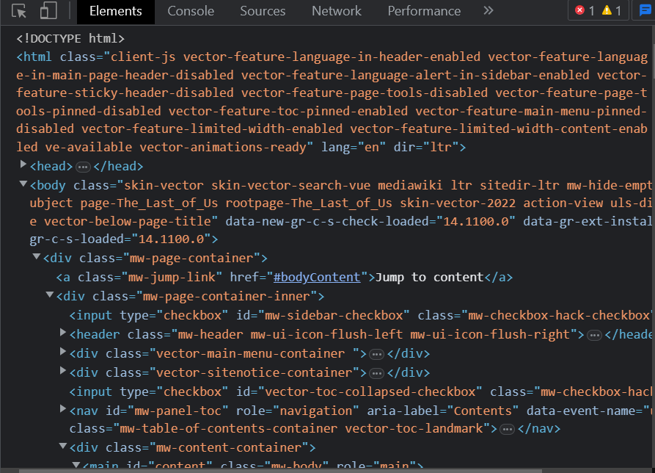 Elements Console Sources Network Performance » 1 1
<!DOCTYPE html>
<html class="client-js vector-feature-language-in-header-enabled vector-feature-languag
e-in-main-page-header-disabled vector-feature-language-alert-in-sidebar-enabled vector-
feature-sticky-header-disabled vector-feature-page-tools-disabled vector-feature-page-t
ools-pinned-disabled vector-feature-toc-pinned-enabled vector-feature-main-menu-pinned-
disabled vector-feature-limited-width-enabled vector-feature-limited-width-content-enab
led ve-available vector-animations-ready" lang="en" dir="ltr">
<head>…</head>
<body class="skin-vector skin-vector-search-vue mediawiki ltr sitedir-ltr mw-hide-empt
ubject page-The_Last_of_Us rootpage-The_Last_of_Us skin-vector-2022 action-view uls-di
e vector-below-page-title" data-new-gr-c-s-check-loaded="14.1100.0" data-gr-ext-instal
gr-c-s-loaded="14.1100.0">
<div class="mw-page-container">
<a class="mw-jump-link" href="#bodyContent">Jump to content</a>
<div class="mw-page-container-inner">
<input type="checkbox" id="mw-sidebar-checkbox" class="mw-checkbox-hack-checkbox"
<header class="mw-header mw-ui-icon-flush-left mw-ui-icon-flush-right">…</heade
<div class="vector-main-menu-container ">…</div>
<div class="vector-sitenotice-container">…</div>
<input type="checkbox" id="vector-toc-collapsed-checkbox" class="mw-checkbox-hac
<nav id="mw-panel-toc" role="navigation" aria-label="Contents" data-event-name="
class="mw-table-of-contents-container vector-toc-landmark">…</nav>
<div class="mw-content-container">
<main id="content" class="mw-body" role="main">